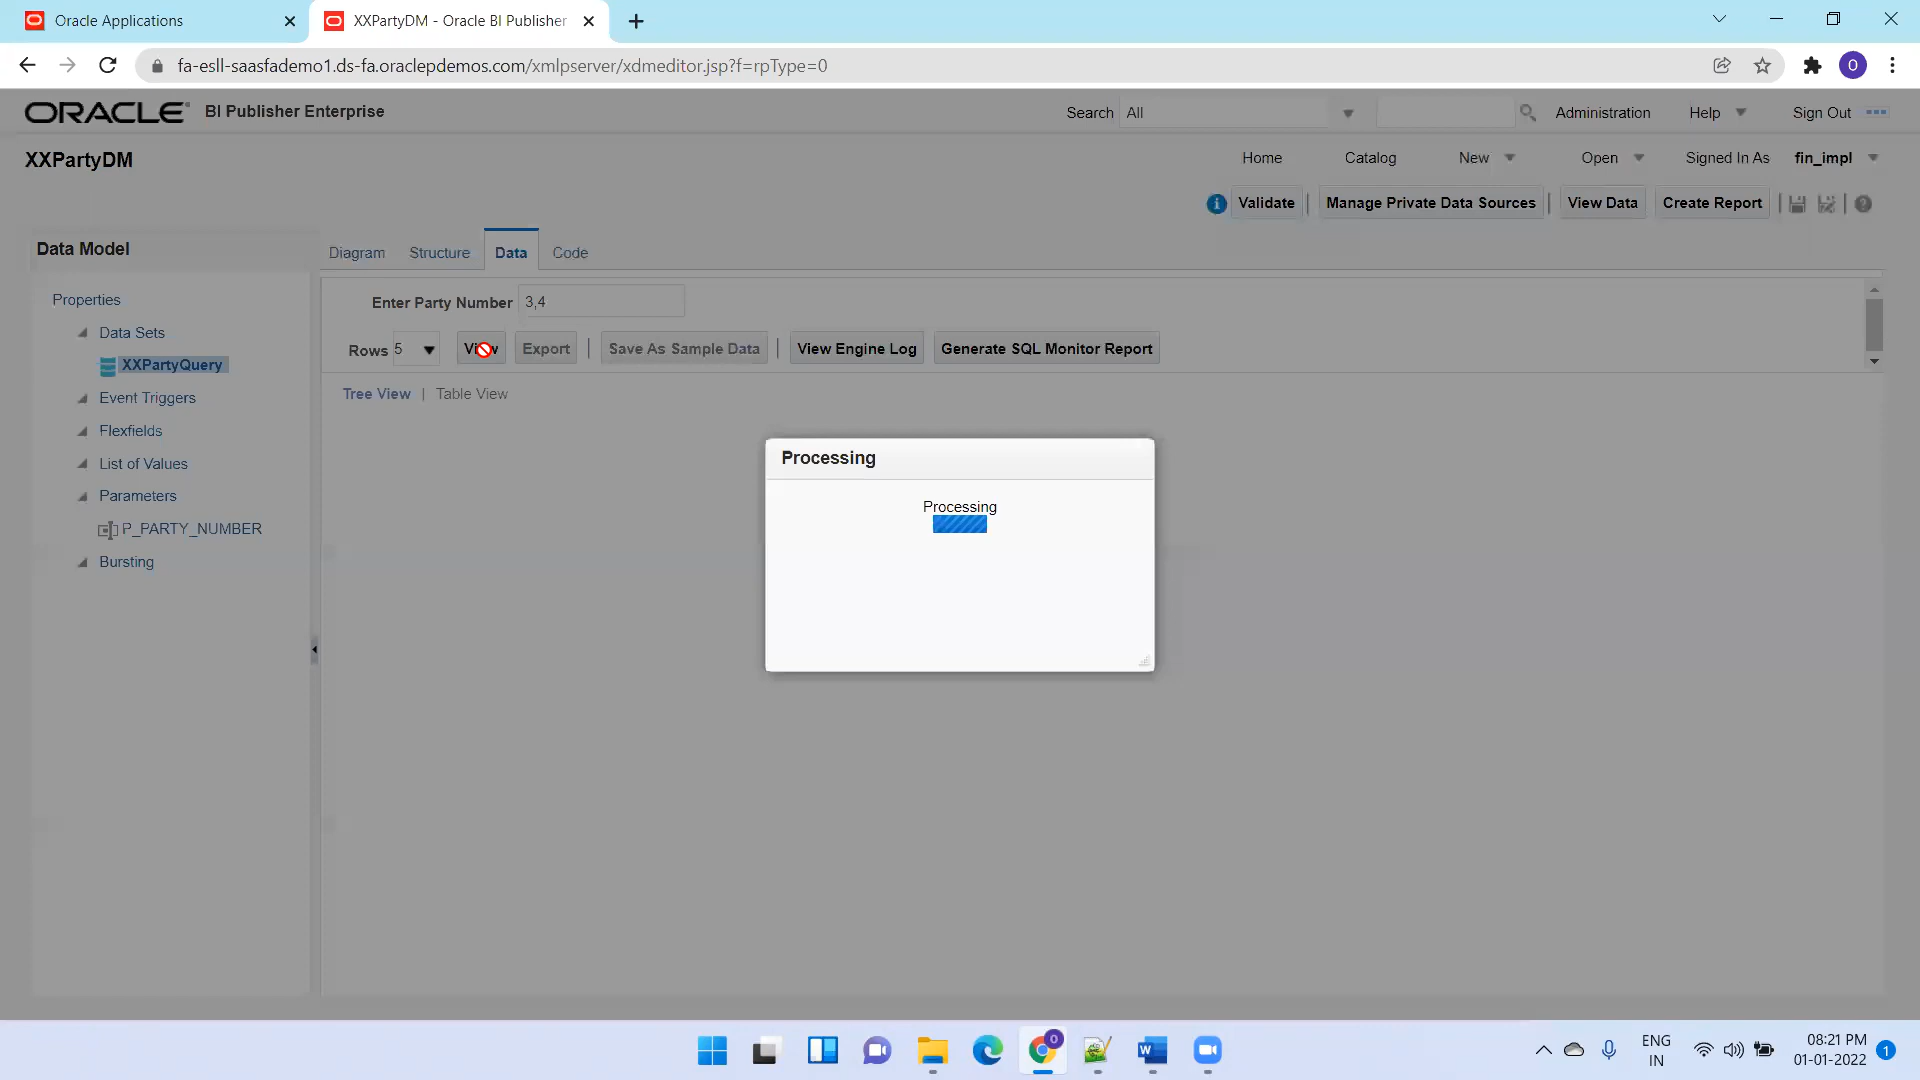 Oracle Applications
XXPartyDM - Oracle BI Publisher
fa-esll-saasfademo1.ds-fa.oraclepdemos.com/xmlpserver/xdmeditor.jsp?f=rpType=0
O
ORACLE BI Publisher Enterprise
Search All
Administration
Help
Sign Out
XXPartyDM
Home
Catalog
New
Open
Signed In As fin_impl
Validate
Manage Private Data Sources
View Data
Create Report
Data Model
Diagram
Structure
Data
Code
Properties
Data Sets
XXPartyQuery
Event Triggers
Flexfields
List of Values
Parameters
P_PARTY_NUMBER
Bursting
Enter Party Number 3,4
Rows 5
View
Export
Save As Sample Data
View Engine Log
Generate SQL Monitor Report
Tree View | Table View
Processing
Processing
ENG
IN
08:21 PM
01-01-2022
1